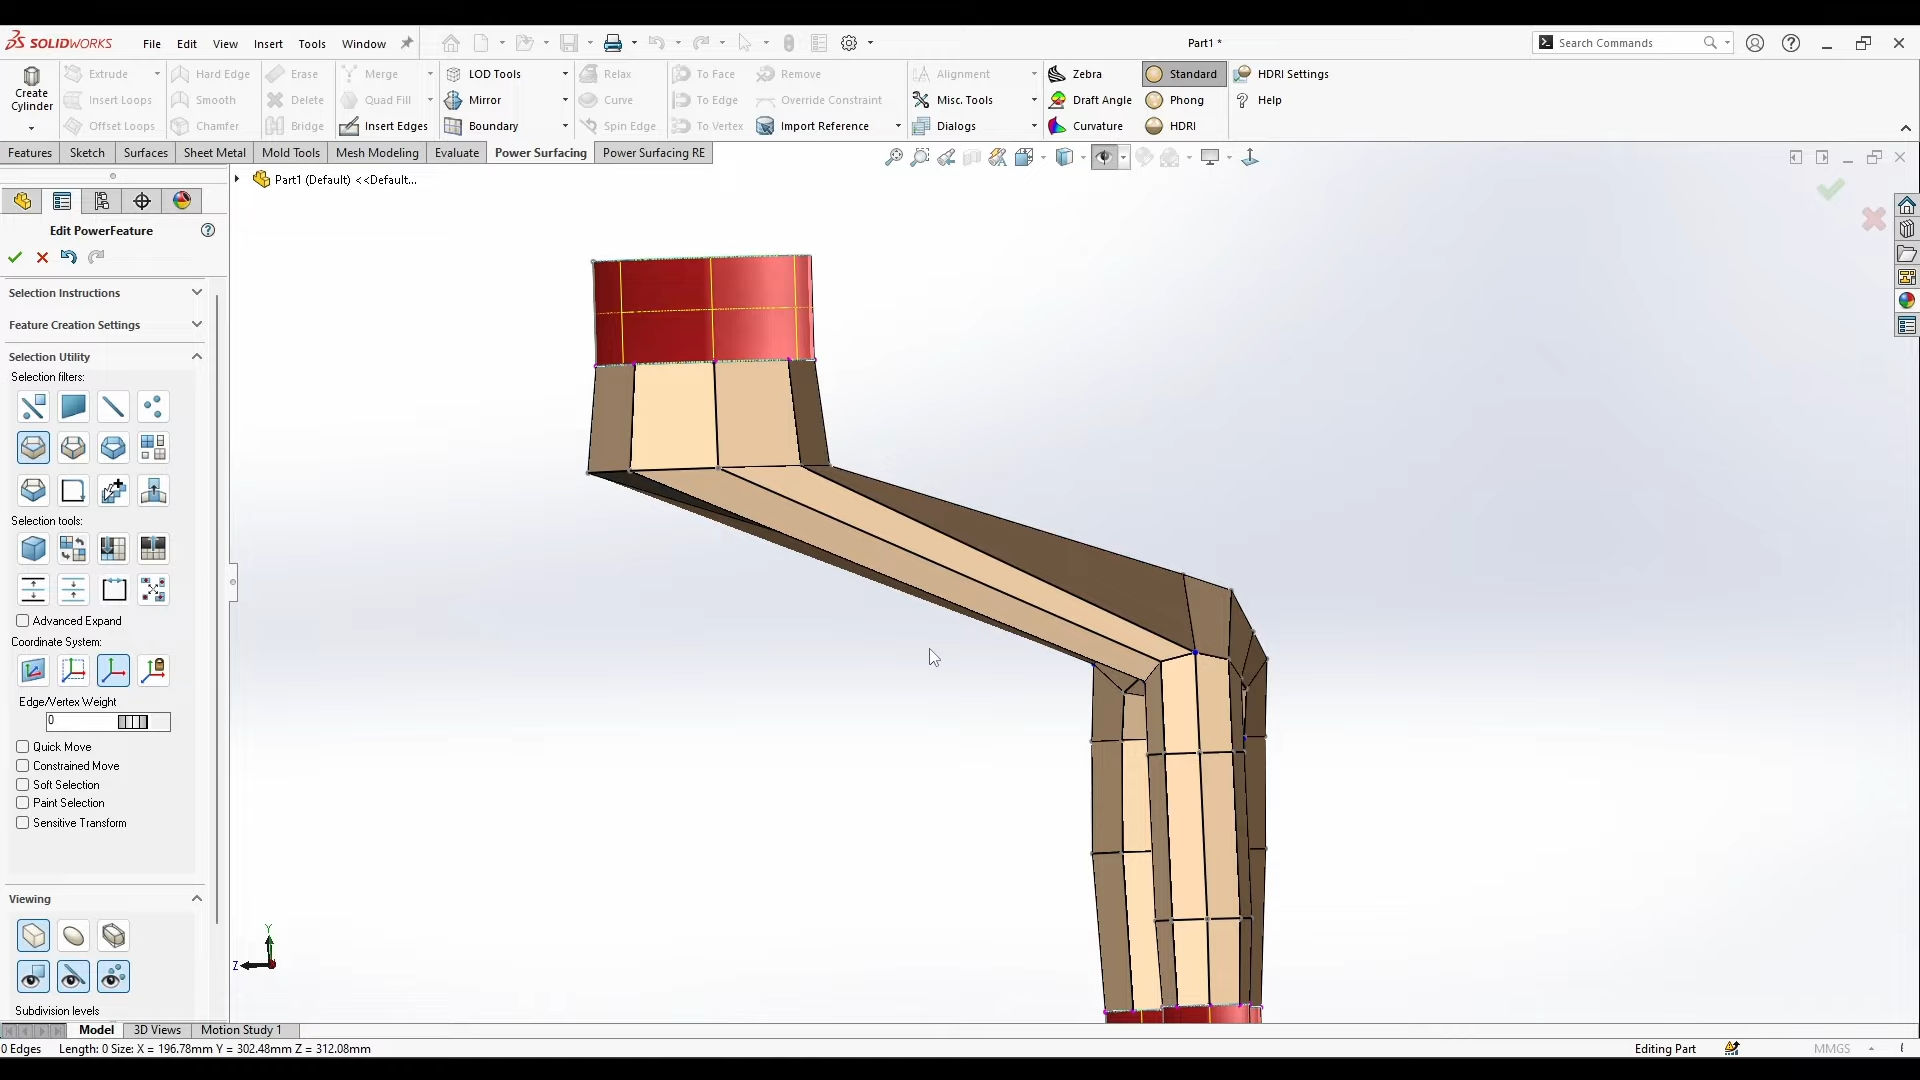 SOLIDWORKS File Edit View Insert Tools Window Part1 * Search Commands
Create Cylinder
Extrude Hard Edge Erase Merge LOD Tools Relax To Face Remove Alignment Zebra Standard HDRI Settings
Insert Loops Smooth Delete Quad Fill Mirror Curve To Edge Override Constraint Misc. Tools Draft Angle Phong Help
Offset Loops Chamfer Bridge Insert Edges Boundary Spin Edge To Vertex Import Reference Dialogs Curvature HDRI
Features Sketch Surfaces Sheet Metal Mold Tools Mesh Modeling Evaluate Power Surfacing Power Surfacing RE
Part1 (Default) <<Default...
Edit PowerFeature
Selection Instructions
Feature Creation Settings
Selection Utility
Selection filters:
Selection tools:
Advanced Expand
Coordinate System:
Edge/Vertex Weight
0
Quick Move
Constrained Move
Soft Selection
Paint Selection
Sensitive Transform
Viewing
Y
Z
Subdivision levels
Model 3D Views Motion Study 1
0 Edges Length: 0 Size: X = 196.78mm Y = 302.48mm Z = 312.08mm Editing Part MMGS